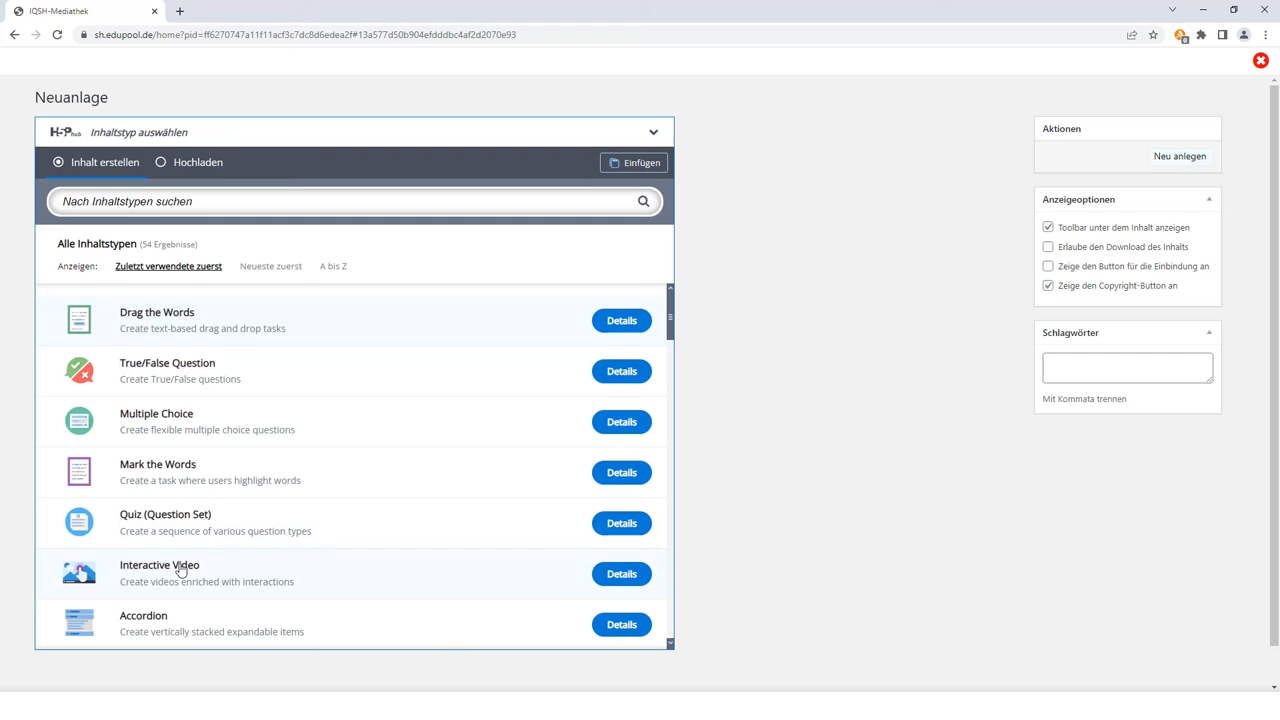 IQSH-Mediathek
sh.edupool.de/home?pid=ff6270747a11f11acf3c7dc8d6edea2f#13a577d50b904efdddbc4af2d2070e93
Neuanlage
H5P hub Inhaltstyp auswählen
Inhalt erstellen Hochladen Einfügen
Nach Inhaltstypen suchen
Alle Inhaltstypen (54 Ergebnisse)
Anzeigen: Zuletzt verwendete zuerst Neueste zuerst A bis Z
Drag the Words
Create text-based drag and drop tasks
Details
True/False Question
Create True/False questions
Details
Multiple Choice
Create flexible multiple choice questions
Details
Mark the Words
Create a task where users highlight words
Details
Quiz (Question Set)
Create a sequence of various question types
Details
Interactive Video
Create videos enriched with interactions
Details
Accordion
Create vertically stacked expandable items
Details
Aktionen
Neu anlegen
Anzeigeoptionen
Toolbar unter dem Inhalt anzeigen
Erlaube den Download des Inhalts
Zeige den Button für die Einbindung an
Zeige den Copyright-Button an
Schlagwörter
Mit Kommata trennen